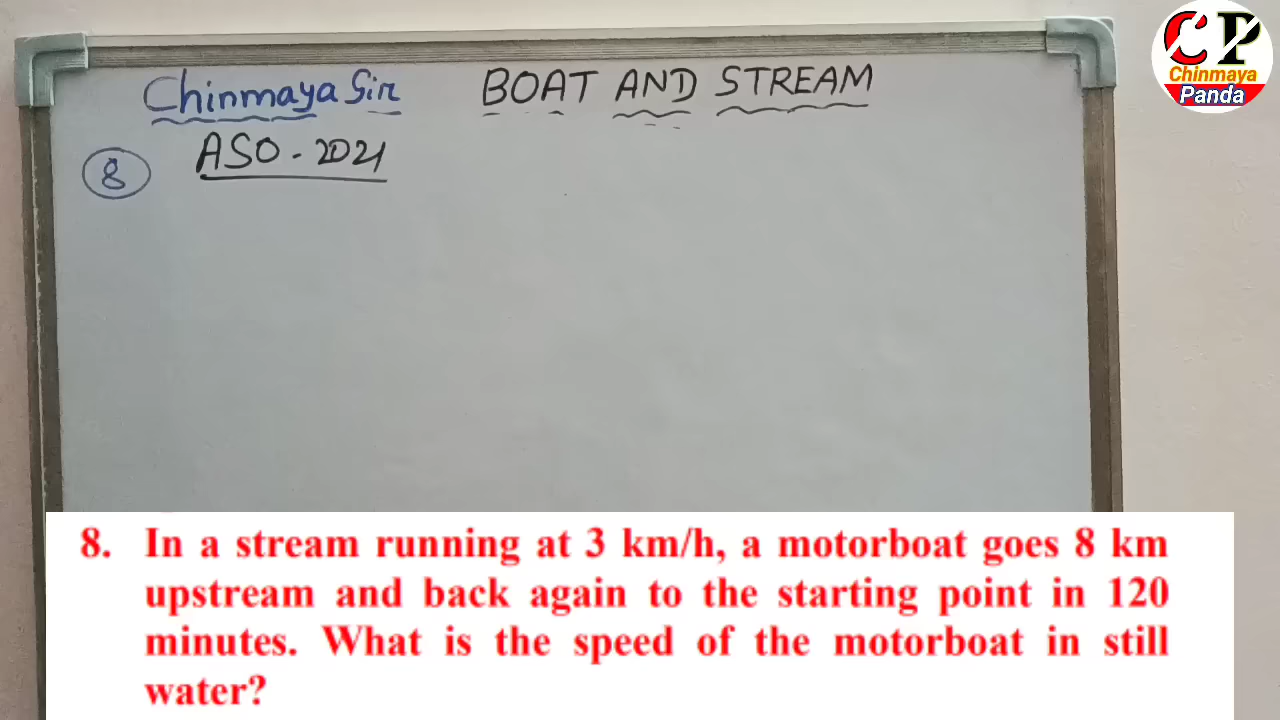 CP
Chinmaya
Panda
Chinmaya Sir BOAT AND STREAM
8 ASO - 2021
8. In a stream running at 3 km/h, a motorboat goes 8 km
upstream and back again to the starting point in 120
minutes. What is the speed of the motorboat in still
water?